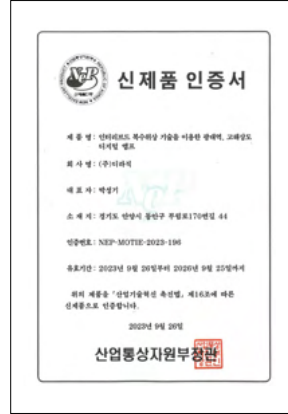 신제품 인증서
제 품 명 : 인터리브드 복수위상 기술을 이용한 광대역, 고해상도
디지털 앰프
회 사 명 : (주)이라직
대 표 자 : 박성기
소 재 지 : 경기도 안양시 동안구 부림로170번길 44
인증번호 : NEP-MOTIE-2023-196
유효기간 : 2023년 9월 26일부터 2026년 9월 25일까지
위의 제품을 「산업기술혁신 촉진법」 제16조에 따른
신제품으로 인증합니다.
2023년 9월 26일
산업통상자원부장관